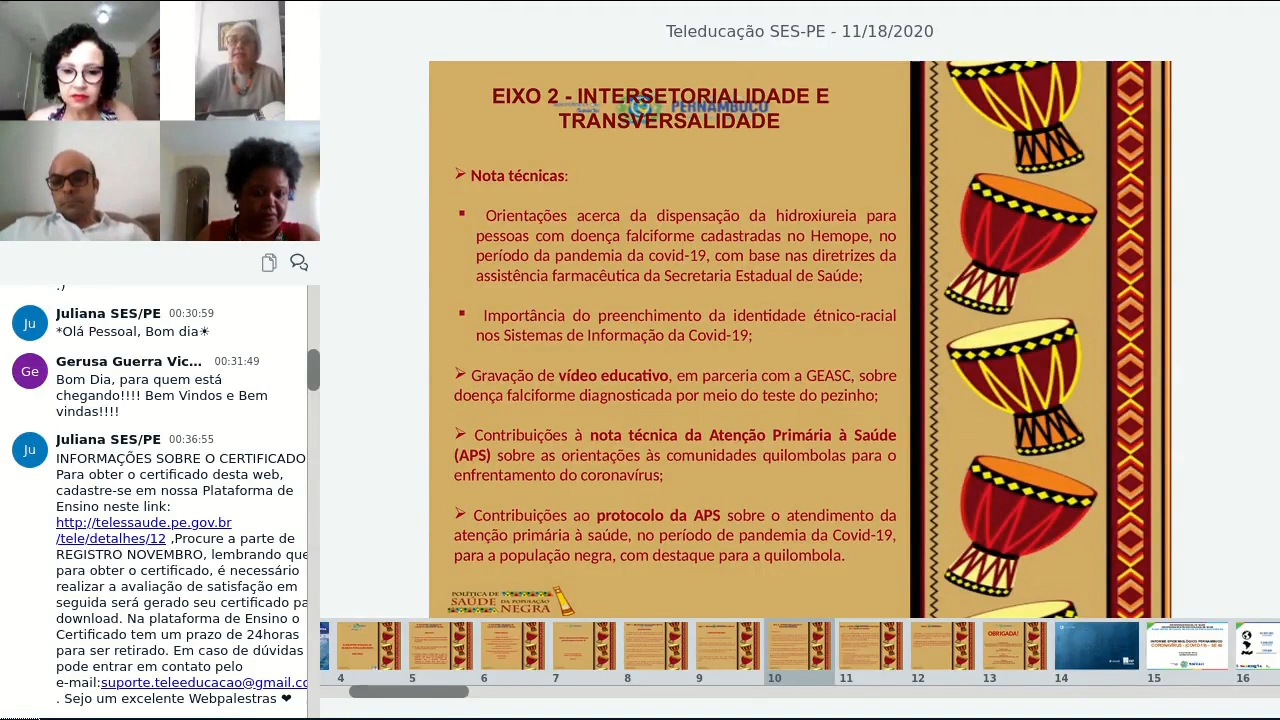 Teleducação SES-PE - 11/18/2020
:)
Ju
Juliana SES/PE 00:30:59
*Olá Pessoal, Bom dia☀
Ge
Gerusa Guerra Vic... 00:31:49
Bom Dia, para quem está
chegando!!!! Bem Vindos e Bem
vindas!!!!
Ju
Juliana SES/PE 00:36:55
INFORMAÇÕES SOBRE O CERTIFICADO
Para obter o certificado desta web,
cadastre-se em nossa Plataforma de
Ensino neste link:
http://telessaude.pe.gov.br
/tele/detalhes/12 ,Procure a parte de
REGISTRO NOVEMBRO, lembrando que
para obter o certificado, é necessário
realizar a avaliação de satisfação em
seguida será gerado seu certificado pa
download. Na plataforma de Ensino o
Certificado tem um prazo de 24horas
para ser retirado. Em caso de dúvidas
pode entrar em contato pelo
e-mail:suporte.teleeducacao@gmail.co
. Sejo um excelente Webpalestras ❤
EIXO 2 - INTERSETORIALIDADE E
PERNAMBUCO
TRANSVERSALIDADE
➢ Nota técnicas:
▪ Orientações acerca da dispensação da hidroxiureia para
pessoas com doença falciforme cadastradas no Hemope, no
período da pandemia da covid-19, com base nas diretrizes da
assistência farmacêutica da Secretaria Estadual de Saúde;
▪ Importância do preenchimento da identidade étnico-racial
nos Sistemas de Informação da Covid-19;
➢ Gravação de vídeo educativo, em parceria com a GEASC, sobre
doença falciforme diagnosticada por meio do teste do pezinho;
➢ Contribuições à nota técnica da Atenção Primária à Saúde
(APS) sobre as orientações às comunidades quilombolas para o
enfrentamento do coronavírus;
➢ Contribuições ao protocolo da APS sobre o atendimento da
atenção primária à saúde, no período de pandemia da Covid-19,
para a população negra, com destaque para a quilombola.
POLÍTICA DE
SAÚDE DA POPULAÇÃO
NEGRA
OBRIGADA!
4 5 6 7 8 9 10 11 12 13 14 15 16